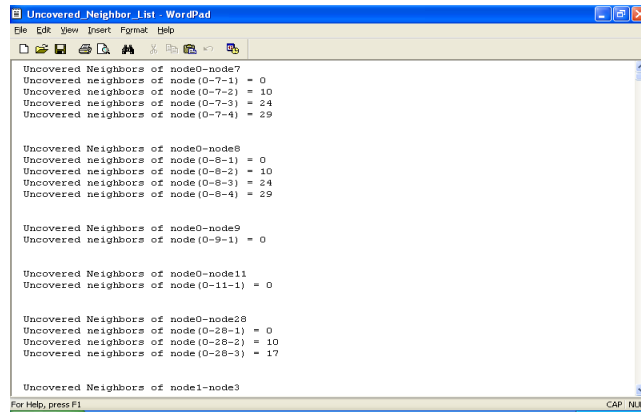 Uncovered_Neighbor_List - WordPad
File Edit View Insert Format Help
Uncovered Neighbors of node0-node7
Uncovered neighbors of node(0-7-1) = 0
Uncovered neighbors of node(0-7-2) = 10
Uncovered neighbors of node(0-7-3) = 24
Uncovered neighbors of node(0-7-4) = 29
Uncovered Neighbors of node0-node8
Uncovered neighbors of node(0-8-1) = 0
Uncovered neighbors of node(0-8-2) = 10
Uncovered neighbors of node(0-8-3) = 24
Uncovered neighbors of node(0-8-4) = 29
Uncovered Neighbors of node0-node9
Uncovered neighbors of node(0-9-1) = 0
Uncovered Neighbors of node0-node11
Uncovered neighbors of node(0-11-1) = 0
Uncovered Neighbors of node0-node28
Uncovered neighbors of node(0-28-1) = 0
Uncovered neighbors of node(0-28-2) = 10
Uncovered neighbors of node(0-28-3) = 17
Uncovered Neighbors of node1-node3
For Help, press F1 CAP NU